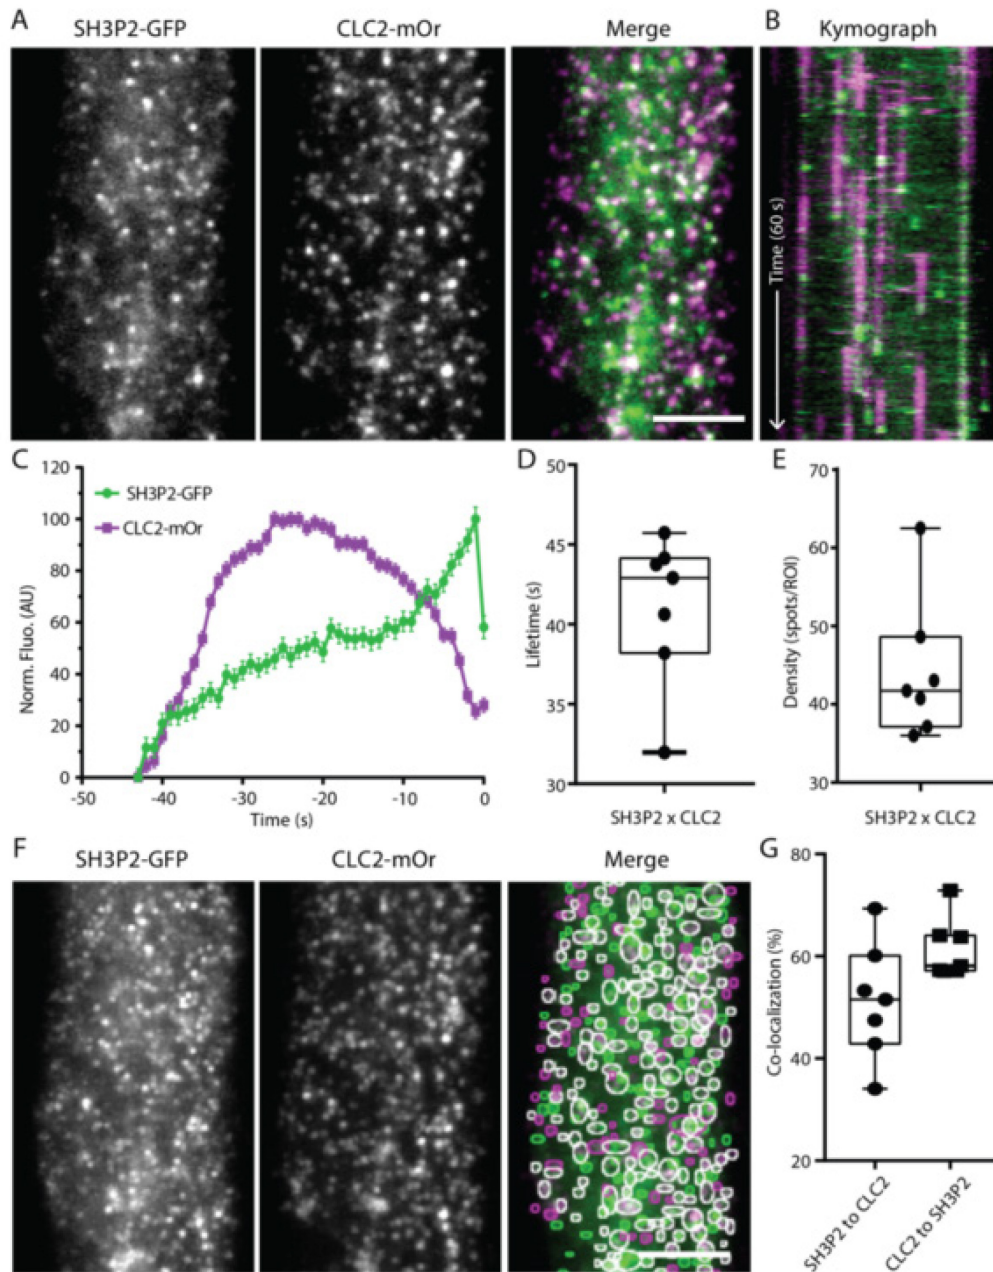 A
SH3P2-GFP
CLC2-mOr
Merge
B
Kymograph
Time (60 s)
C
120
100
80
60
40
20
0
Norm. Fluo. (AU)
SH3P2-GFP
CLC2-mOr
-50
-40
-30
-20
-10
0
Time (s)
D
50
45
40
35
30
Lifetime (s)
SH3P2 x CLC2
E
70
60
50
40
30
Density (spots/ROI)
SH3P2 x CLC2
F
SH3P2-GFP
CLC2-mOr
Merge
G
80
60
40
20
Co-localization (%)
SH3P2 to CLC2
CLC2 to SH3P2